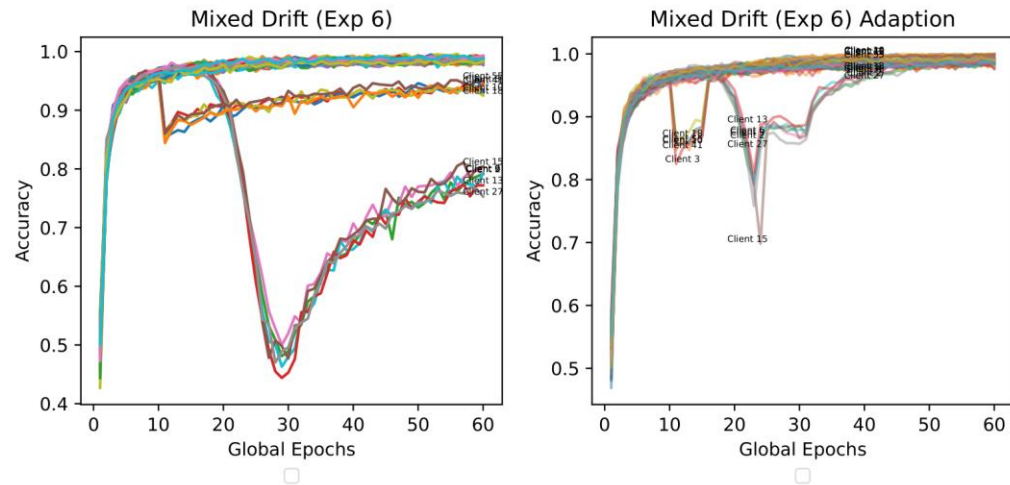 Mixed Drift (Exp 6)
1.0
0.9
0.8
0.7
0.6
0.5
0.4
Accuracy
Client 15
Client 13
Client 27
0
10
20
30
40
50
60
Global Epochs
Mixed Drift (Exp 6) Adaption
1.0
0.9
0.8
0.7
0.6
0.5
Accuracy
Client 41
Client 3
Client 13
Client 27
Client 15
Client 27
0
10
20
30
40
50
60
Global Epochs